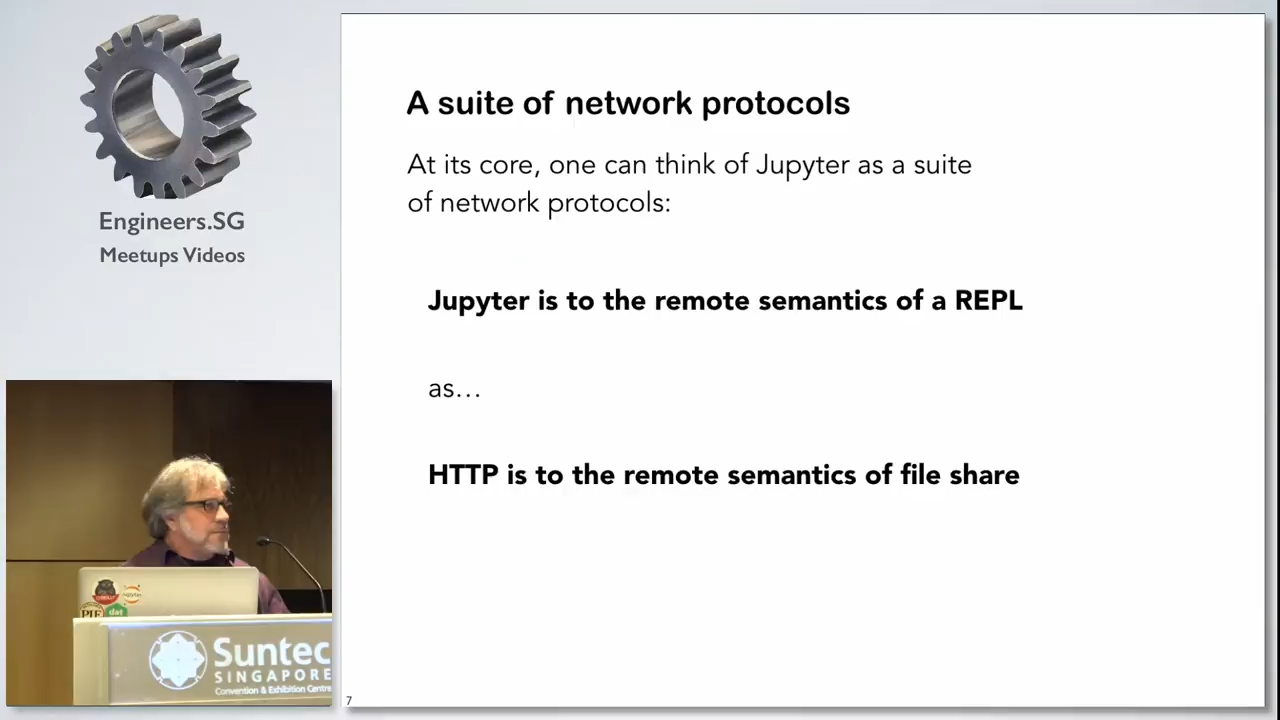 Engineers.SG
Meetups Videos
A suite of network protocols
At its core, one can think of Jupyter as a suite
of network protocols:
Jupyter is to the remote semantics of a REPL
as…
HTTP is to the remote semantics of file share
7
dat
PIE
Suntec
SINGAPORE
Convention & Exhibition Centre